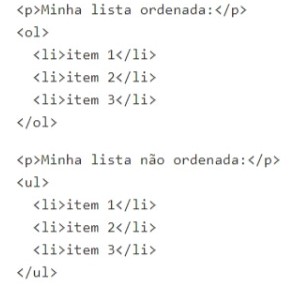 <p>Minha lista ordenada:</p>
<ol>
  <li>item 1</li>
  <li>item 2</li>
  <li>item 3</li>
</ol>
<p>Minha lista não ordenada:</p>
<ul>
  <li>item 1</li>
  <li>item 2</li>
  <li>item 3</li>
</ul>